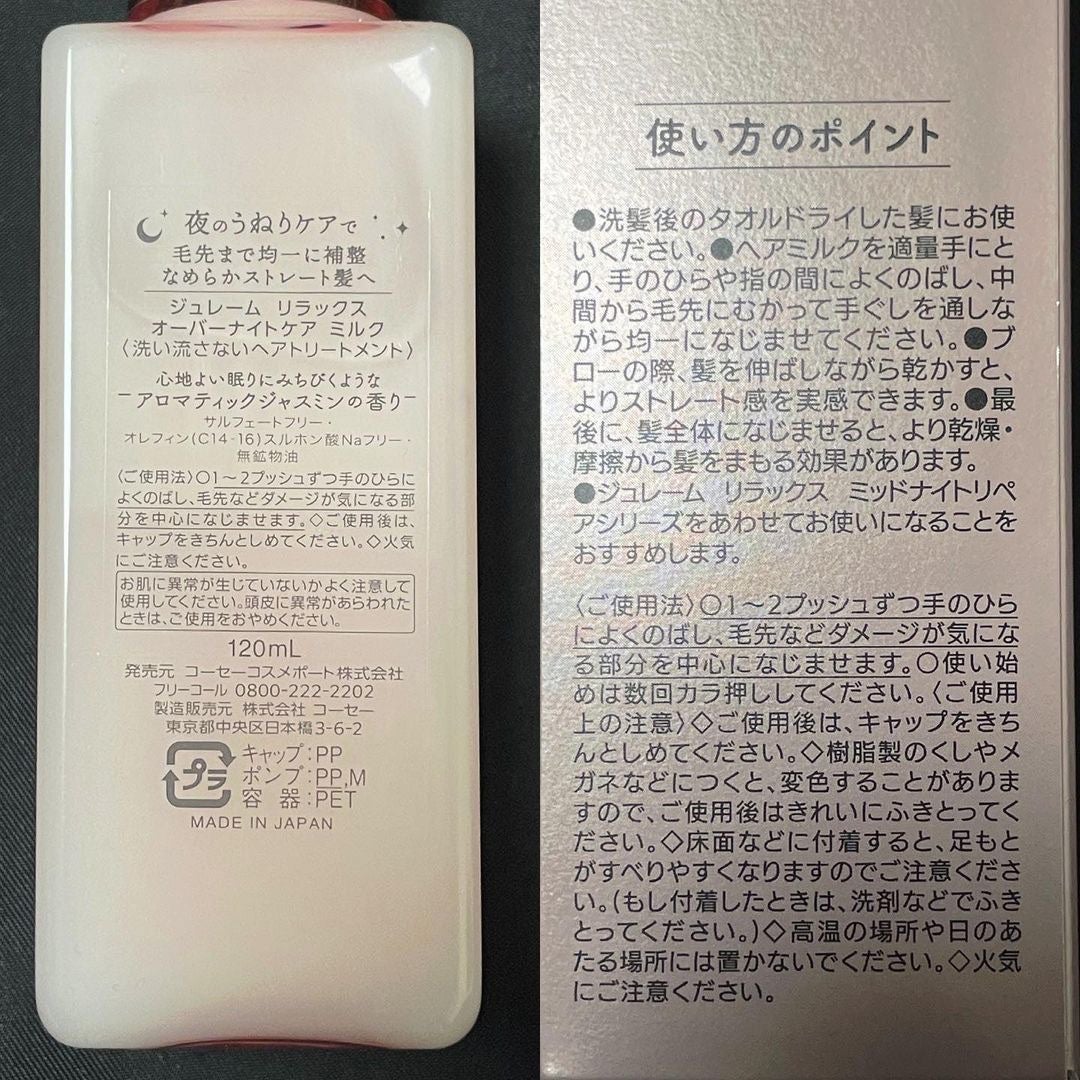 夜のうねりケアで
毛先まで均一に補整
なめらかストレート髪へ
ジュレーム リラックス
オーバーナイトケア ミルク
〈洗い流さないヘアトリートメント〉
心地よい眠りにみちびくような
アロマティックジャスミンの香り
サルフェートフリー・
オレフィン(C14-16)スルホン酸Naフリー・
無鉱物油
〈ご使用法〉○1～2プッシュずつ手のひらに
よくのばし、毛先などダメージが気になる部
分を中心になじませます。◇ご使用後は、
キャップをきちんとしめてください。◇火気
にご注意ください。
お肌に異常が生じていないかよく注意して
使用してください。頭皮に異常があらわれた
ときは、ご使用をおやめください。
120mL
発売元 コーセーコスメポート株式会社
フリーコール 0800-222-2202
製造販売元 株式会社 コーセー
東京都中央区日本橋3-6-2
プラ
キャップ:PP
ポンプ:PP,M
容器:PET
MADE IN JAPAN
使い方のポイント
●洗髪後のタオルドライした髪にお使
いください。●ヘアミルクを適量手にと
り、手のひらや指の間によくのばし、中
間から毛先にむかって手ぐしを通しな
がら均一になじませてください。●ブ
ローの際、髪を伸ばしながら乾かすと、
よりストレート感を実感できます。●最
後に、髪全体になじませると、より乾燥・
摩擦から髪をまもる効果があります。
●ジュレーム リラックス ミッドナイトリペ
アシリーズをあわせてお使いになることを
おすすめします。
〈ご使用法〉○1～2プッシュずつ手のひら
によくのばし、毛先などダメージが気にな
る部分を中心になじませます。○使い始
めは数回カラ押ししてください。〈ご使用
上の注意〉◇ご使用後は、キャップをきち
んとしめてください。◇樹脂製のくしやメ
ガネなどにつくと、変色することがありま
すので、ご使用後はきれいにふきとってく
ださい。◇床面などに付着すると、足もと
がすべりやすくなりますのでご注意くださ
い。(もし付着したときは、洗剤などでふき
とってください。)◇高温の場所や日のあ
たる場所には置かないでください。◇火気
にご注意ください。